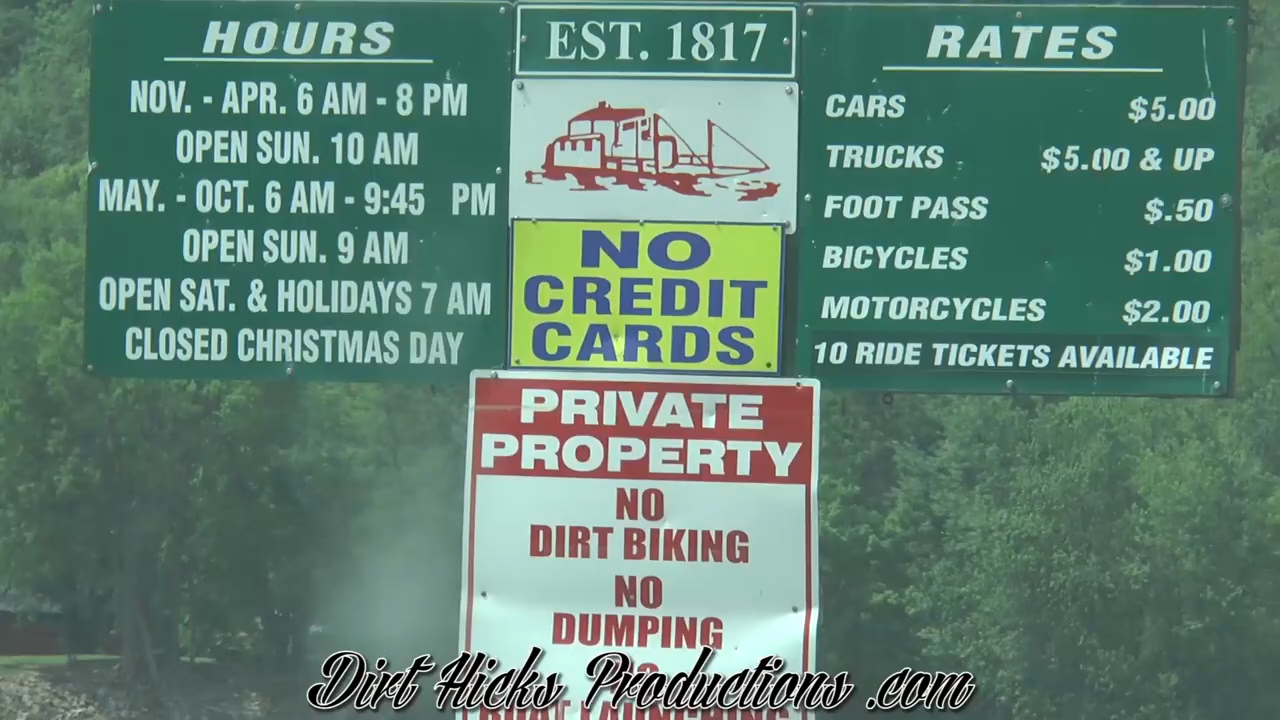 HOURS
NOV. - APR. 6 AM - 8 PM
OPEN SUN. 10 AM
MAY. - OCT. 6 AM - 9:45 PM
OPEN SUN. 9 AM
OPEN SAT. & HOLIDAYS 7 AM
CLOSED CHRISTMAS DAY
EST. 1817
NO
CREDIT
CARDS
RATES
CARS $5.00
TRUCKS $5.00 & UP
FOOT PASS $.50
BICYCLES $1.00
MOTORCYCLES $2.00
10 RIDE TICKETS AVAILABLE
PRIVATE
PROPERTY
NO
DIRT BIKING
NO
DUMPING
NO
BOAT LAUNCHING
Dirt Hicks Productions .com